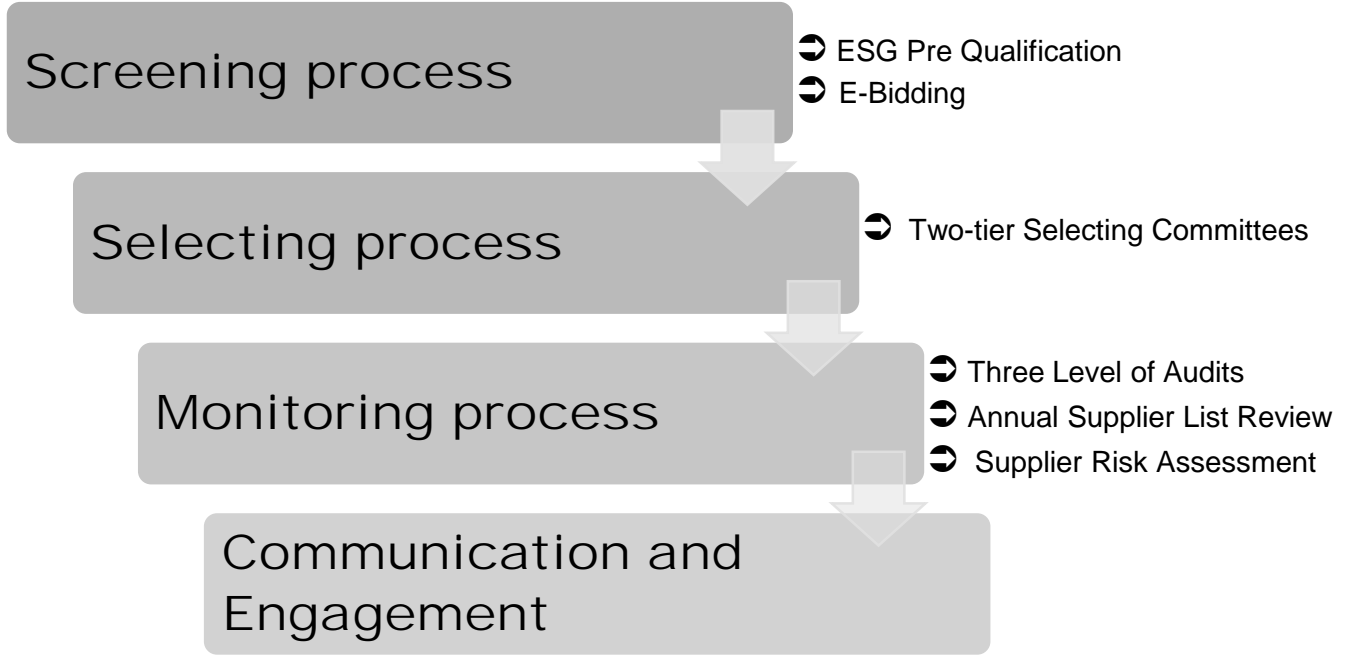 Screening process
➲ ESG Pre Qualification
➲ E-Bidding
Selecting process
➲ Two-tier Selecting Committees
Monitoring process
➲ Three Level of Audits
➲ Annual Supplier List Review
➲ Supplier Risk Assessment
Communication and
Engagement